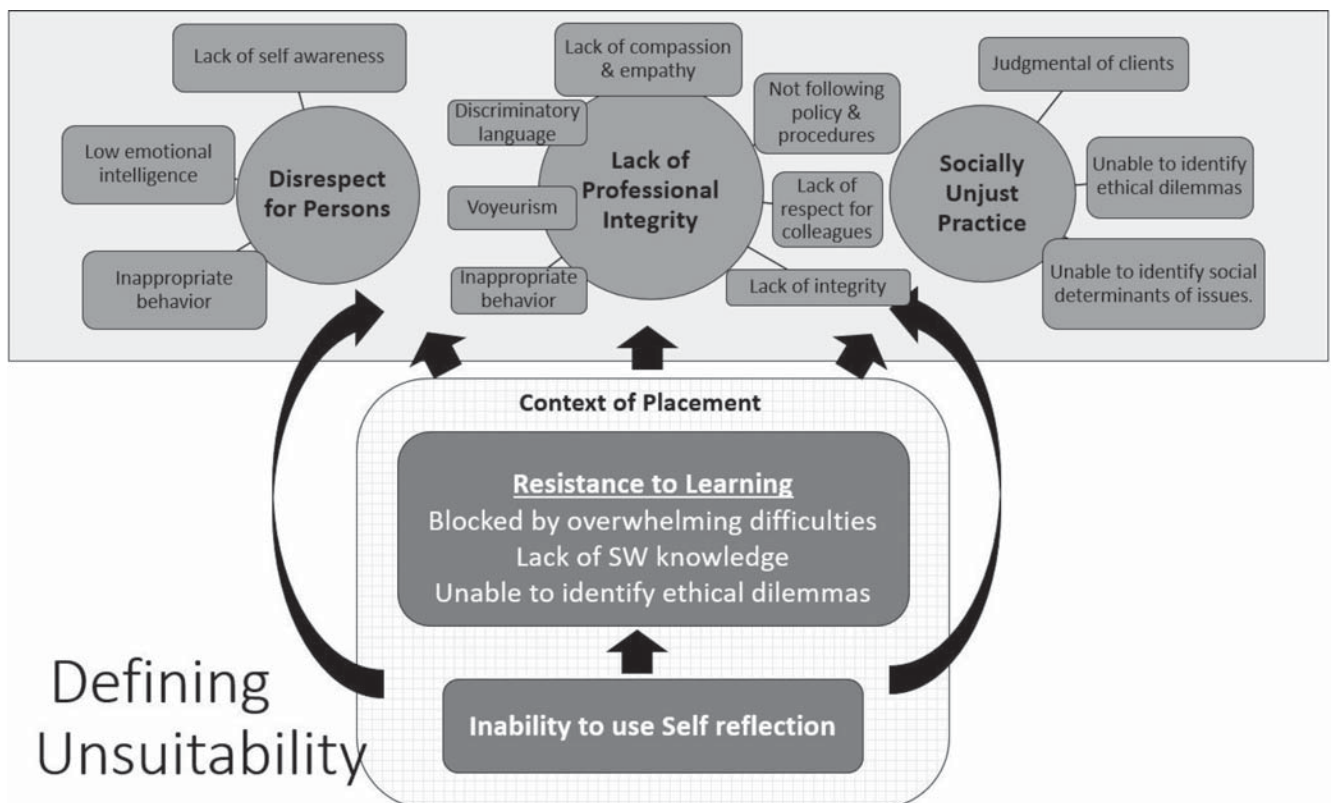 Lack of self awareness
Low emotional
intelligence
Inappropriate
behavior
Disrespect
for Persons
Lack of compassion
& empathy
Discriminatory
language
Voyeurism
Inappropriate
behavior
Lack of
Professional
Integrity
Not following
policy &
procedures
Lack of
respect for
colleagues
Lack of integrity
Socially
Unjust
Practice
Judgmental of clients
Unable to identify
ethical dilemmas
Unable to identify social
determinants of issues.
Context of Placement
Resistance to Learning
Blocked by overwhelming difficulties
Lack of SW knowledge
Unable to identify ethical dilemmas
Inability to use Self reflection
Defining
Unsuitability